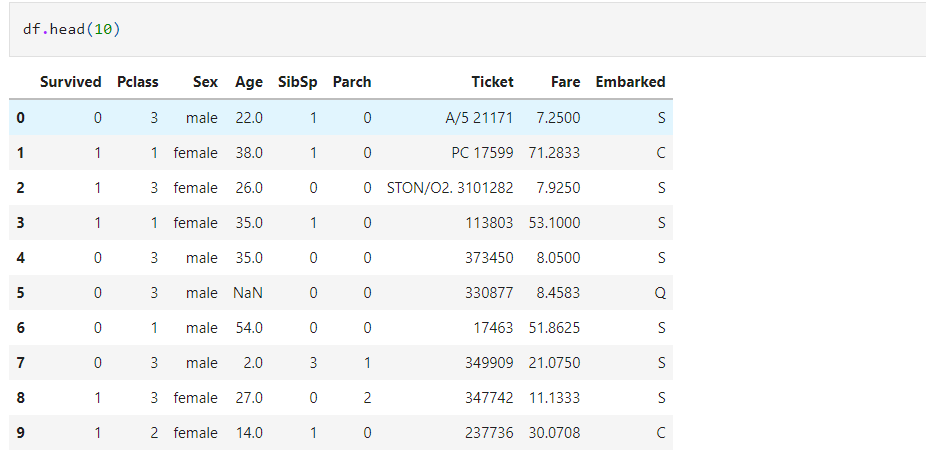 df.head(10)
Survived Pclass Sex Age SibSp Parch Ticket Fare Embarked
0 0 3 male 22.0 1 0 A/5 21171 7.2500 S
1 1 1 female 38.0 1 0 PC 17599 71.2833 C
2 1 3 female 26.0 0 0 STON/O2. 3101282 7.9250 S
3 1 1 female 35.0 1 0 113803 53.1000 S
4 0 3 male 35.0 0 0 373450 8.0500 S
5 0 3 male NaN 0 0 330877 8.4583 Q
6 0 1 male 54.0 0 0 17463 51.8625 S
7 0 3 male 2.0 3 1 349909 21.0750 S
8 1 3 female 27.0 0 2 347742 11.1333 S
9 1 2 female 14.0 1 0 237736 30.0708 C